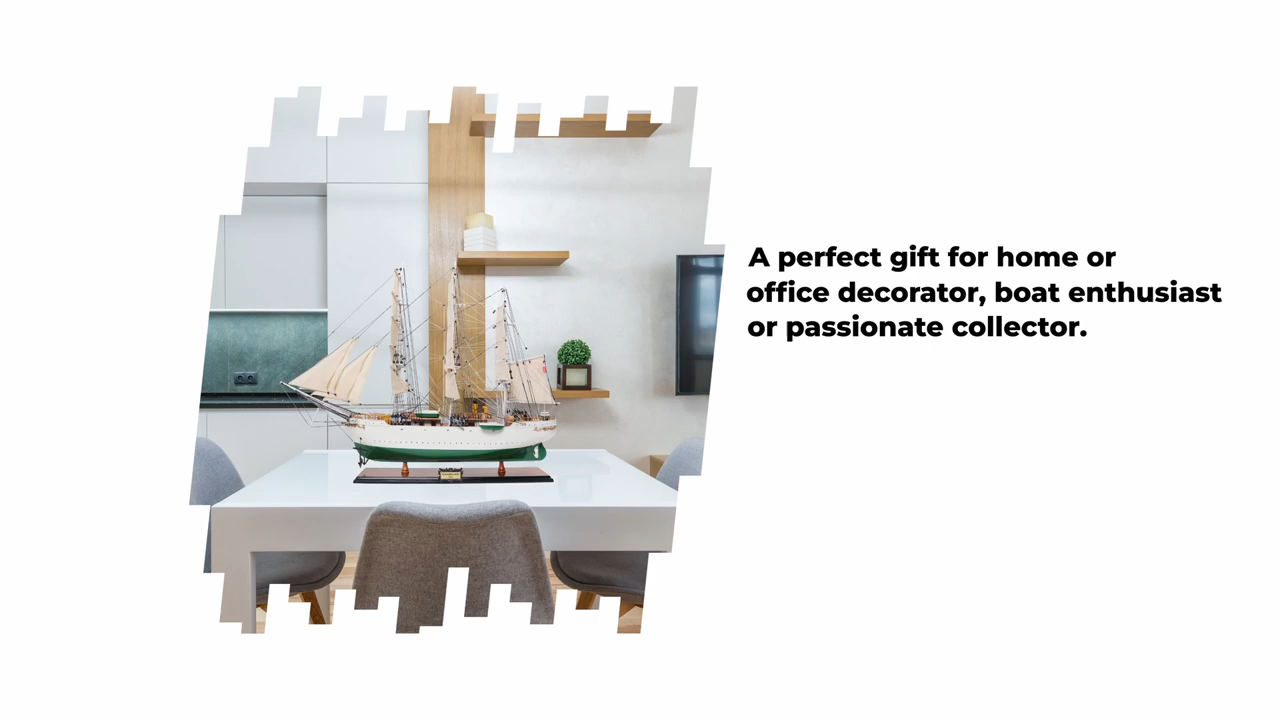 A perfect gift for home or
office decorator, boat enthusiast
or passionate collector.